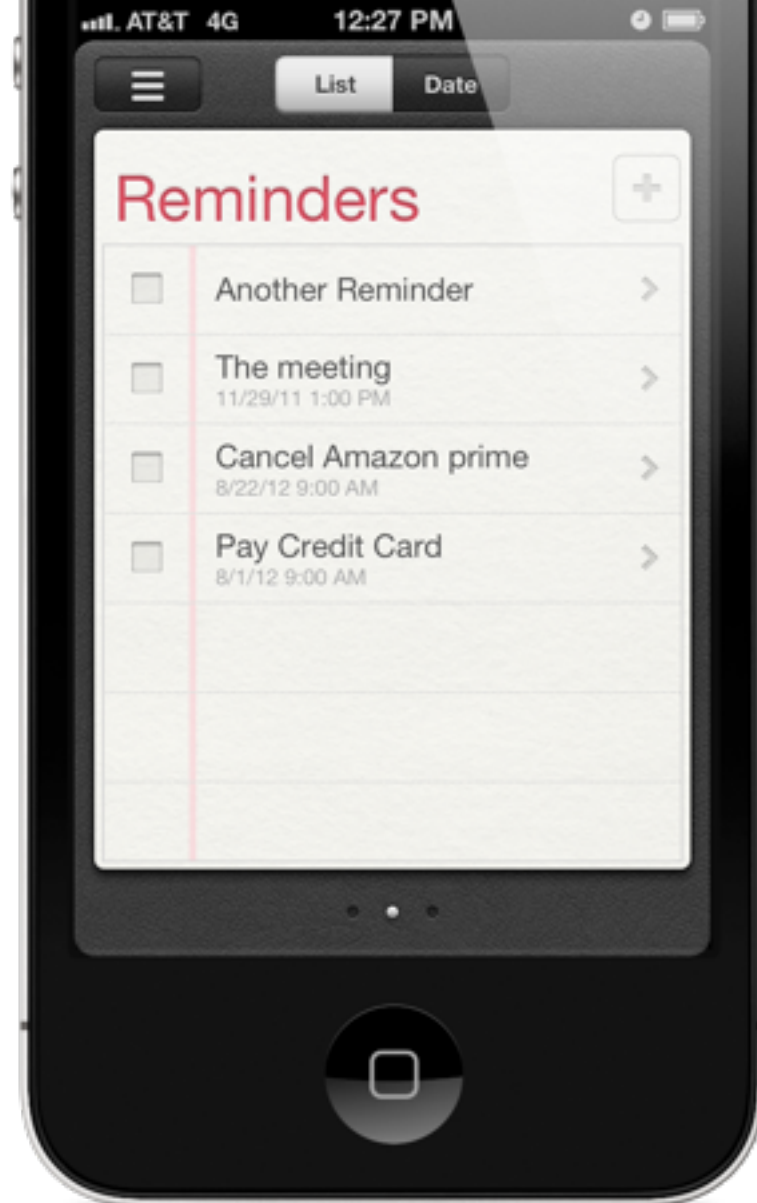 AT&T 4G 12:27 PM
List Date
Reminders
Another Reminder
The meeting
11/29/11 1:00 PM
Cancel Amazon prime
8/22/12 9:00 AM
Pay Credit Card
8/1/12 9:00 AM